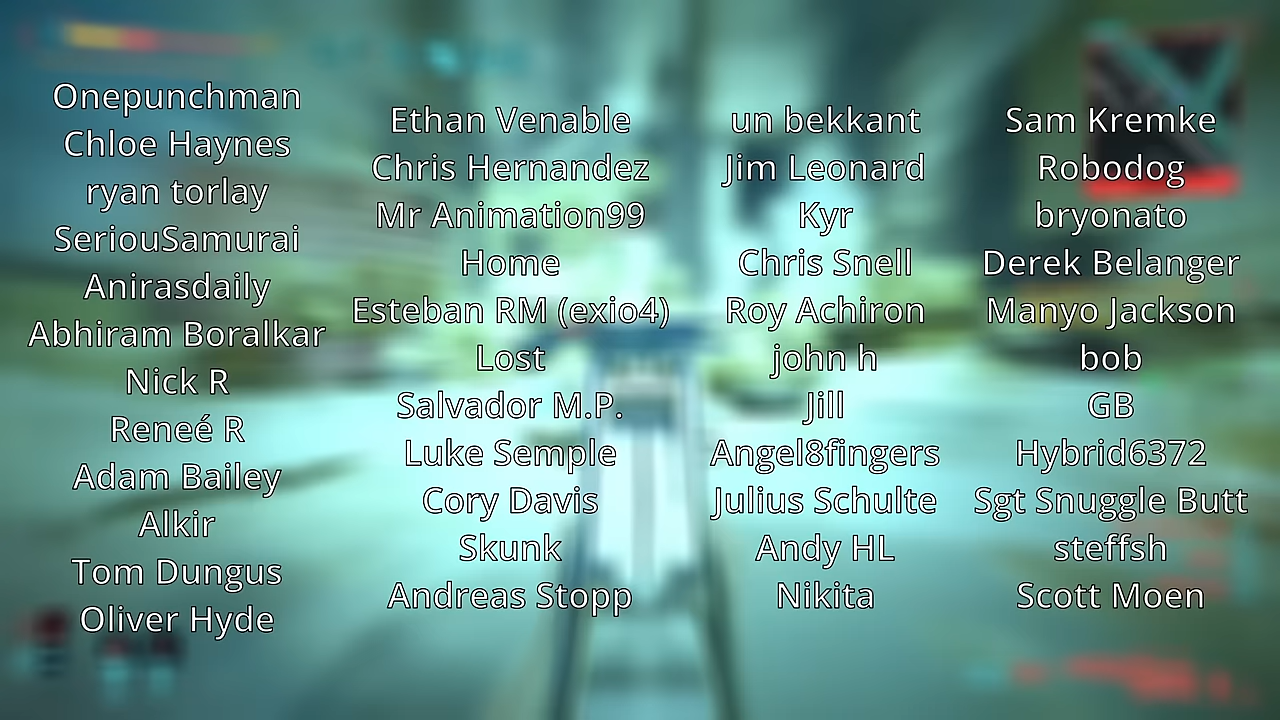 Onepunchman
Chloe Haynes
ryan torlay
SeriouSamurai
Anirasdaily
Abhiram Boralkar
Nick R
Reneé R
Adam Bailey
Alkir
Tom Dungus
Oliver Hyde
Ethan Venable
Chris Hernandez
Mr Animation99
Home
Esteban RM (exio4)
Lost
Salvador M.P.
Luke Semple
Cory Davis
Skunk
Andreas Stopp
un bekkant
Jim Leonard
Kyr
Chris Snell
Roy Achiron
john h
Jill
Angel8fingers
Julius Schulte
Andy HL
Nikita
Sam Kremke
Robodog
bryonato
Derek Belanger
Manyo Jackson
bob
GB
Hybrid6372
Sgt Snuggle Butt
steffsh
Scott Moen